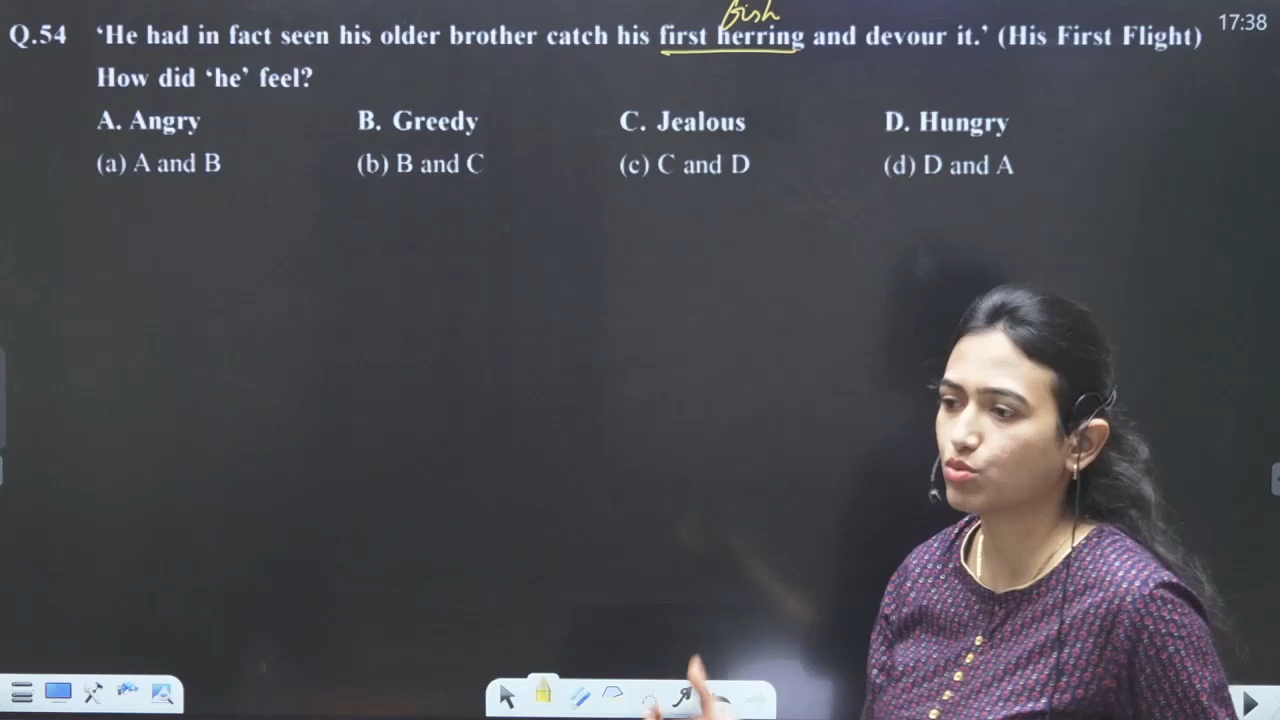 fish
17:38
Q.54 ‘He had in fact seen his older brother catch his first herring and devour it.’ (His First Flight)
How did ‘he’ feel?
A. Angry B. Greedy C. Jealous D. Hungry
(a) A and B (b) B and C (c) C and D (d) D and A